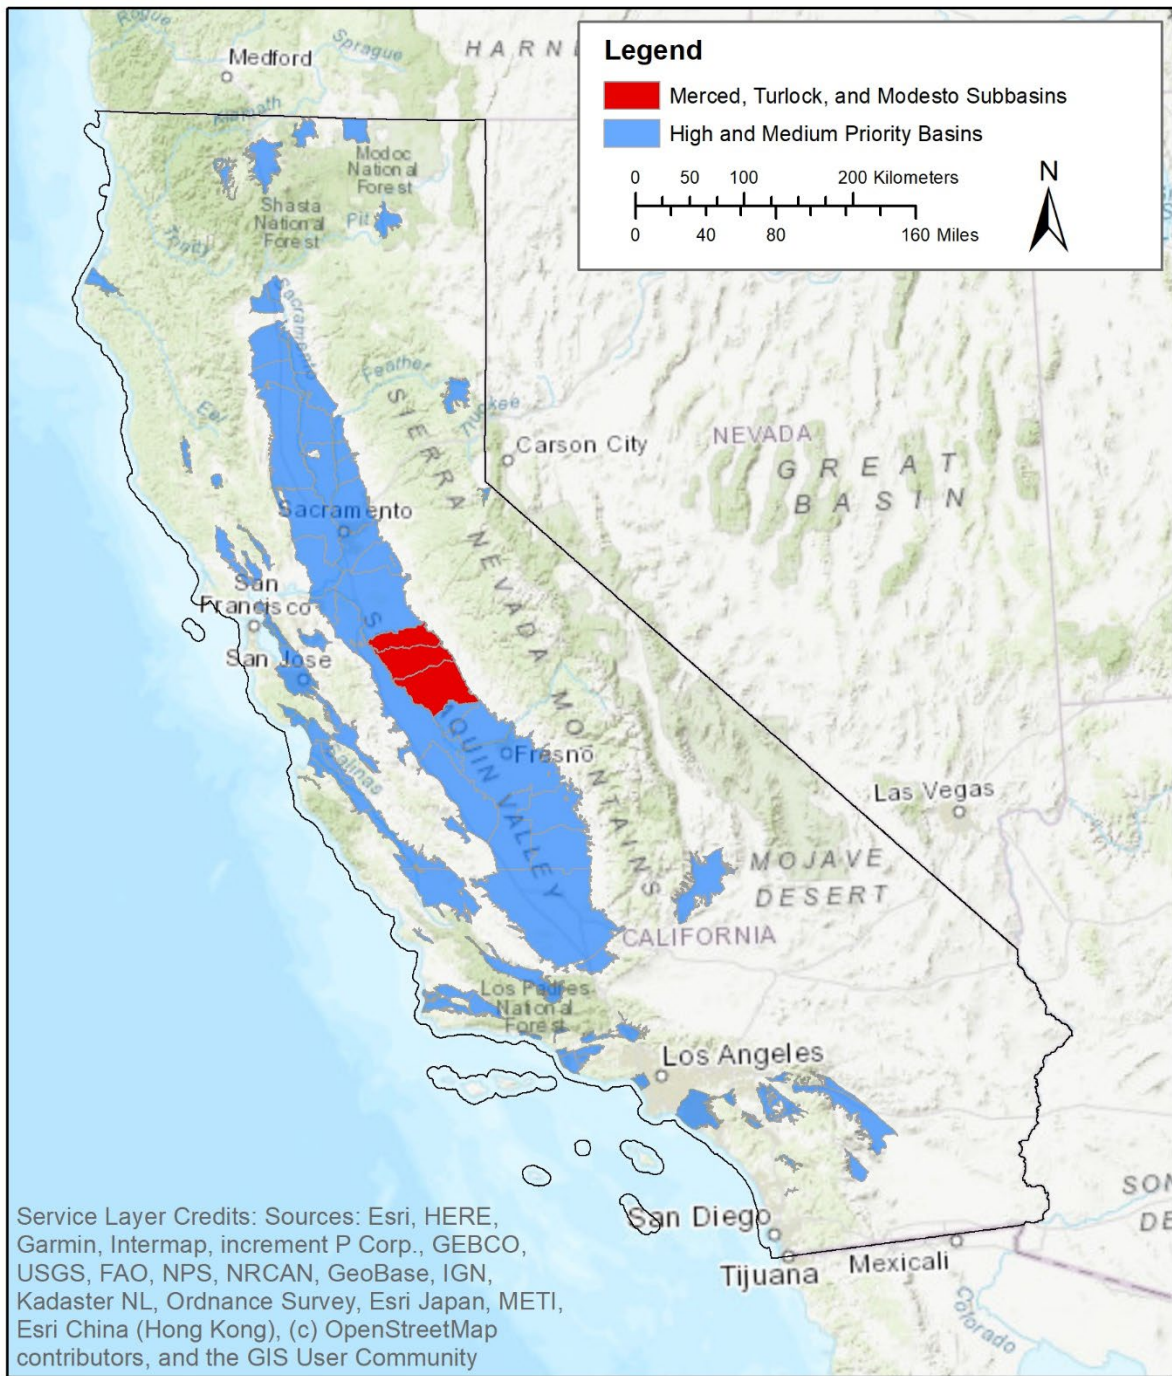 Legend
Merced, Turlock, and Modesto Subbasins
High and Medium Priority Basins
0 50 100 200 Kilometers
0 40 80 160 Miles
N
Rogue
Sprague
HARNE
Medford
Klamath
Modoc
National
Forest
Shasta
National
Forest
Pit
Trinity
Sacramento
Feather
Truckee
Eel
SIERRA NEVADA MOUNTAINS
Carson City
NEVADA
GREAT
BASIN
Sacramento
San
Francisco
San Jose
S
AQUIN VALLEY
Salinas
Fresno
Las Vegas
MOJAVE
DESERT
CALIFORNIA
Los Padres
National
Forest
Los Angeles
San Diego
Tijuana
Mexicali
SON
DE
Colorado
Service Layer Credits: Sources: Esri, HERE,
Garmin, Intermap, increment P Corp., GEBCO,
USGS, FAO, NPS, NRCAN, GeoBase, IGN,
Kadaster NL, Ordnance Survey, Esri Japan, METI,
Esri China (Hong Kong), (c) OpenStreetMap
contributors, and the GIS User Community